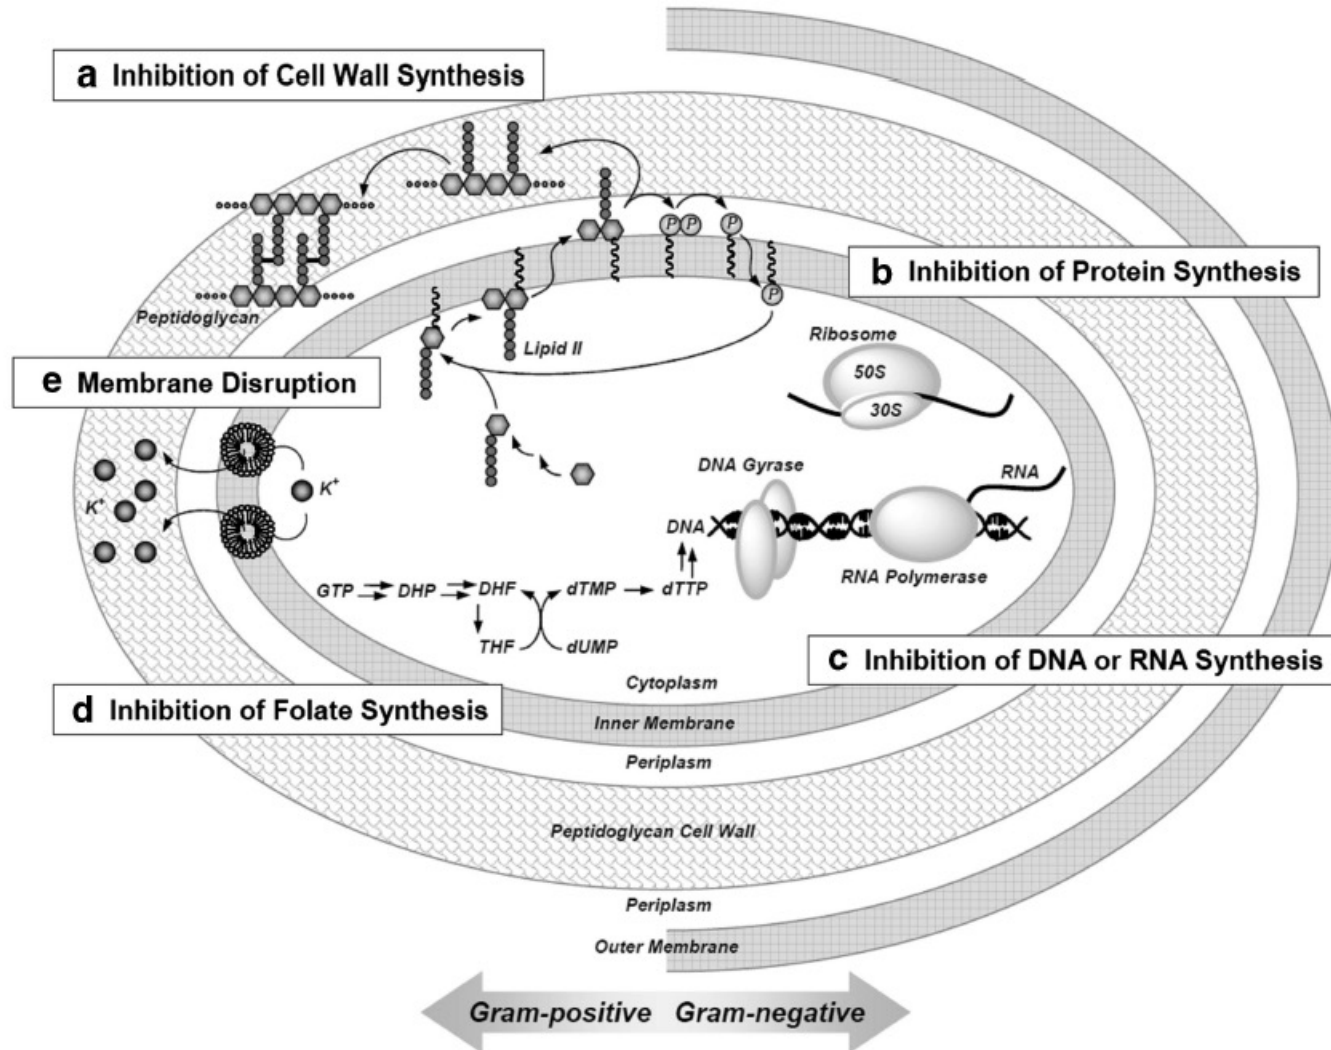 a Inhibition of Cell Wall Synthesis
P P P
b Inhibition of Protein Synthesis
P
Peptidoglycan
Lipid II
Ribosome
50S
30S
e Membrane Disruption
K+
K+
DNA Gyrase
RNA
DNA
RNA Polymerase
GTP DHP DHF dTMP dTTP
THF dUMP
c Inhibition of DNA or RNA Synthesis
Cytoplasm
d Inhibition of Folate Synthesis
Inner Membrane
Periplasm
Peptidoglycan Cell Wall
Periplasm
Outer Membrane
Gram-positive Gram-negative